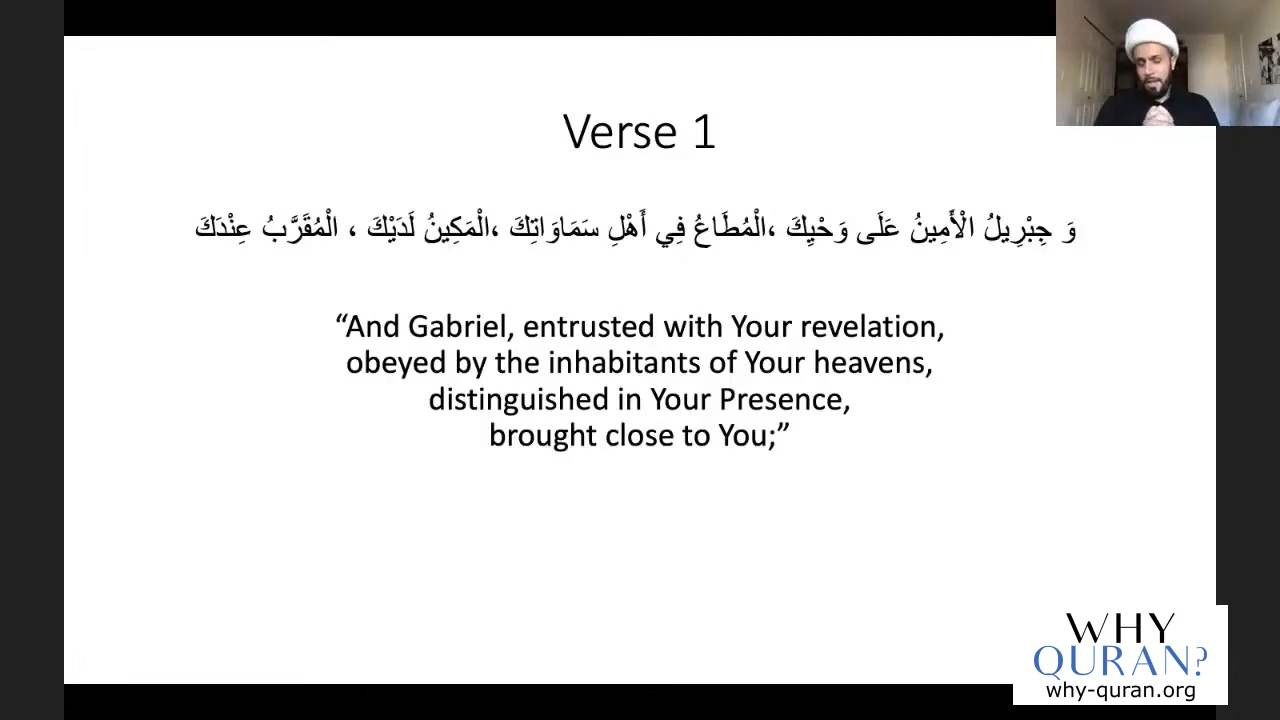 Verse 1
وَ جِبْرِيلُ الْأَمِينُ عَلَى وَحْيِكَ ،الْمُطَاعُ فِي أَهْلِ سَمَاوَاتِكَ ،الْمَكِينُ لَدَيْكَ ، الْمُقَرَّبُ عِنْدَكَ
“And Gabriel, entrusted with Your revelation,
obeyed by the inhabitants of Your heavens,
distinguished in Your Presence,
brought close to You;”
WHY
QURAN?
why-quran.org